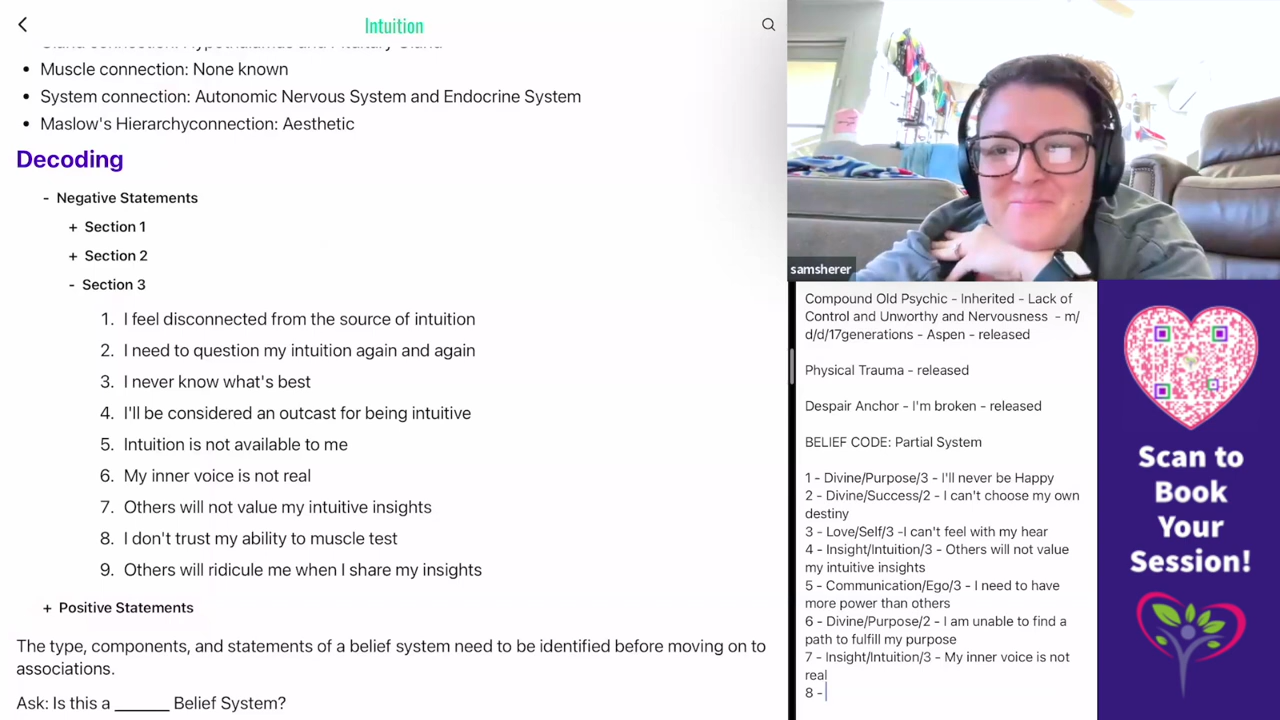 Intuition
Gland connection: Hypothalamus and Pituitary Gland
• Muscle connection: None known
• System connection: Autonomic Nervous System and Endocrine System
• Maslow's Hierarchyconnection: Aesthetic
Decoding
- Negative Statements
+ Section 1
+ Section 2
- Section 3
1. I feel disconnected from the source of intuition
2. I need to question my intuition again and again
3. I never know what's best
4. I'll be considered an outcast for being intuitive
5. Intuition is not available to me
6. My inner voice is not real
7. Others will not value my intuitive insights
8. I don't trust my ability to muscle test
9. Others will ridicule me when I share my insights
+ Positive Statements
The type, components, and statements of a belief system need to be identified before moving on to
associations.
Ask: Is this a ______ Belief System?
samsherer
Compound Old Psychic - Inherited - Lack of
Control and Unworthy and Nervousness - m/
d/d/17generations - Aspen - released
Physical Trauma - released
Despair Anchor - I'm broken - released
BELIEF CODE: Partial System
1 - Divine/Purpose/3 - I'll never be Happy
2 - Divine/Success/2 - I can't choose my own
destiny
3 - Love/Self/3 -I can't feel with my hear
4 - Insight/Intuition/3 - Others will not value
my intuitive insights
5 - Communication/Ego/3 - I need to have
more power than others
6 - Divine/Purpose/2 - I am unable to find a
path to fulfill my purpose
7 - Insight/Intuition/3 - My inner voice is not
real
8 -
Scan to
Book
Your
Session!